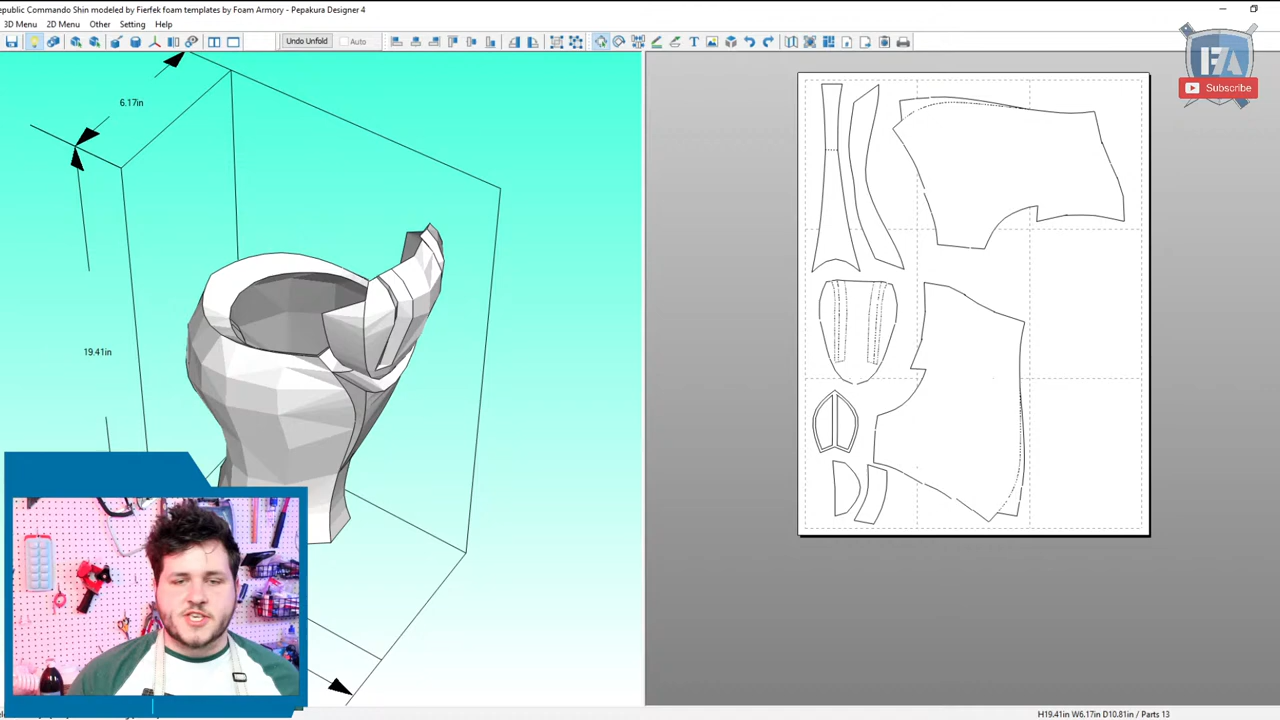 epublic Commando Shin modeled by Fierfek foam templates by Foam Armory - Pepakura Designer 4
3D Menu 2D Menu Other Setting Help
Undo Unfold Auto
FA
Subscribe
6.17in
19.41in
H19.41in W6.17in D10.81in / Parts 13